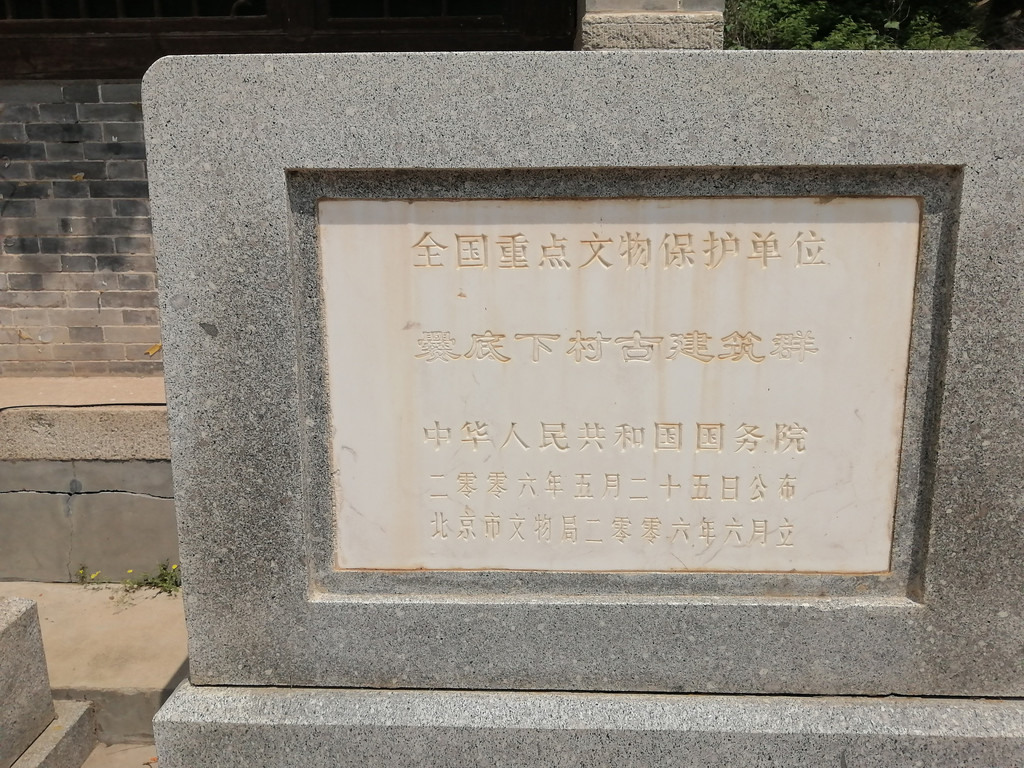 全国重点文物保护单位
爨底下村古建筑群
中华人民共和国国务院
二零零六年五月二十五日公布
北京市文物局二零零六年六月立